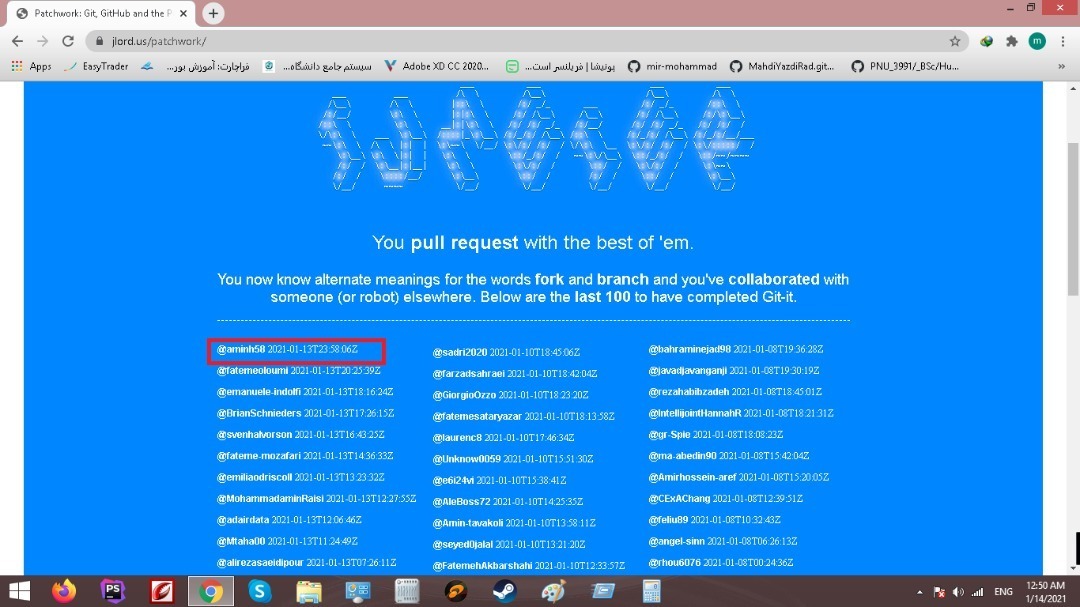 Patchwork: Git, GitHub and the P
jlord.us/patchwork/
m
Apps
EasyTrader
فراچارت: آموزش بور...
سیستم جامع دانشگاه...
Adobe XD CC 2020...
پونیشا | فریلنسر است...
mir-mohammad
MahdiYazdiRad.git...
PNU_3991/_BSc/Hu...
»
You pull request with the best of 'em.
You now know alternate meanings for the words fork and branch and you've collaborated with
someone (or robot) elsewhere. Below are the last 100 to have completed Git-it.
@aminh58 2021-01-13T23:58:06Z
@fatemeoloumi 2021-01-13T20:25:39Z
@emanuele-indolfi 2021-01-13T18:16:24Z
@BrianSchnieders 2021-01-13T17:26:15Z
@svenhalvorson 2021-01-13T16:43:25Z
@fateme-mozafari 2021-01-13T14:36:33Z
@emiliaodriscoll 2021-01-13T13:23:32Z
@MohammadaminRaisi 2021-01-13T12:27:55Z
@adairdata 2021-01-13T12:06:46Z
@Mtaha00 2021-01-13T11:24:49Z
@alirezasaeidipour 2021-01-13T07:26:11Z
@sadri2020 2021-01-10T18:45:06Z
@farzadsahraei 2021-01-10T18:42:04Z
@GiorgioOzzo 2021-01-10T18:23:20Z
@fatemesataryazar 2021-01-10T18:13:58Z
@laurenc8 2021-01-10T17:46:34Z
@Unknow0059 2021-01-10T15:51:30Z
@e6i24vi 2021-01-10T15:38:41Z
@AleBoss72 2021-01-10T14:25:35Z
@Amin-tavakoli 2021-01-10T13:58:11Z
@seyed0jalal 2021-01-10T13:21:20Z
@FatemehAkbarshahi 2021-01-10T12:33:57Z
@bahraminejad98 2021-01-08T19:36:28Z
@javadjavanganji 2021-01-08T19:30:19Z
@rezahabibzadeh 2021-01-08T18:45:01Z
@IntellijointHannahR 2021-01-08T18:21:31Z
@gr-Spie 2021-01-08T18:08:23Z
@ma-abedin90 2021-01-08T15:42:04Z
@Amirhossein-aref 2021-01-08T15:20:05Z
@CExAChang 2021-01-08T12:39:51Z
@feliu89 2021-01-08T10:32:43Z
@angel-sinn 2021-01-08T06:26:13Z
@rhou6076 2021-01-08T00:24:36Z
PS
ENG
12:50 AM
1/14/2021